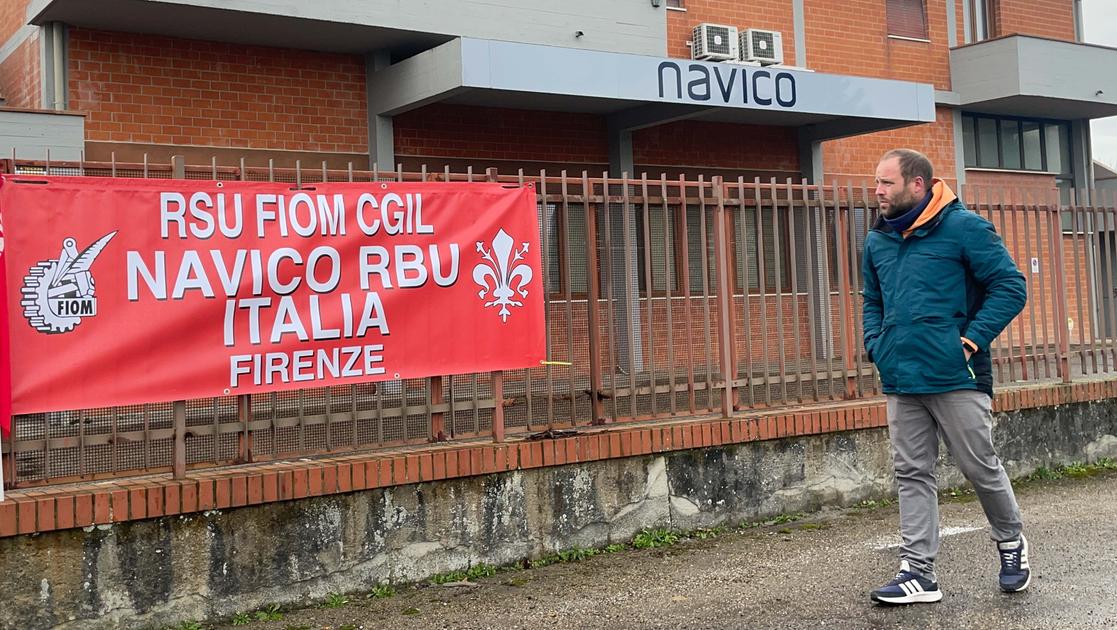 navico
RSU FIOM CGIL
NAVICO RBU
ITALIA
FIRENZE
FIOM